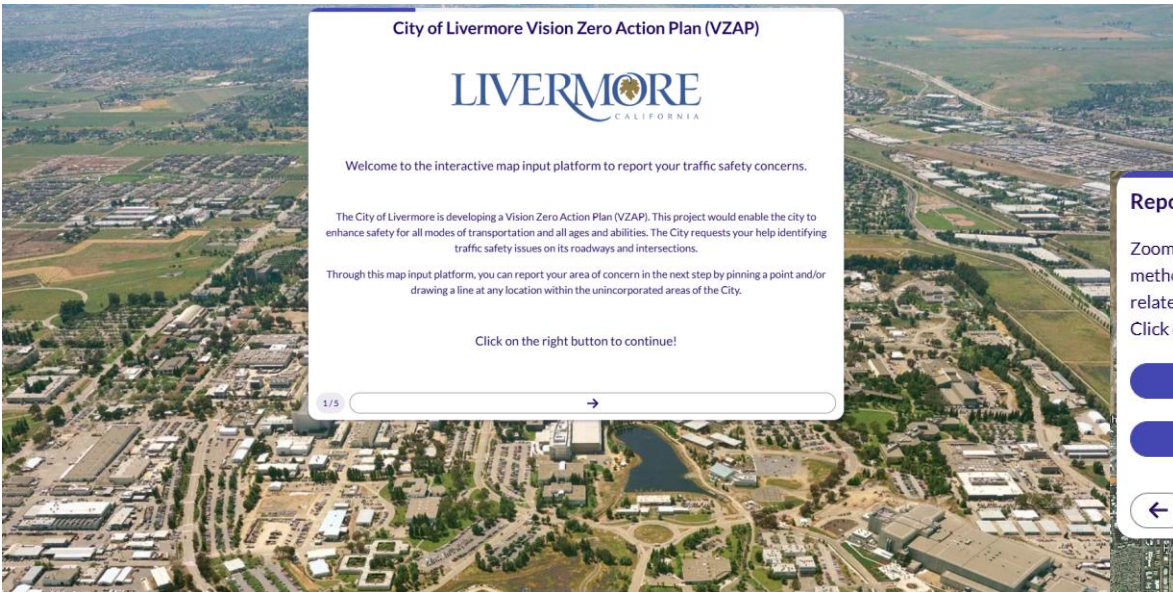 City of Livermore Vision Zero Action Plan (VZAP)
LIVERMORE
CALIFORNIA
Welcome to the interactive map input platform to report your traffic safety concerns.
The City of Livermore is developing a Vision Zero Action Plan (VZAP). This project would enable the city to
enhance safety for all modes of transportation and all ages and abilities. The City requests your help identifying
traffic safety issues on its roadways and intersections.
Through this map input platform, you can report your area of concern in the next step by pinning a point and/or
drawing a line at any location within the unincorporated areas of the City.
Click on the right button to continue!
1/5
Repo
Zoom
metho
relate
Click